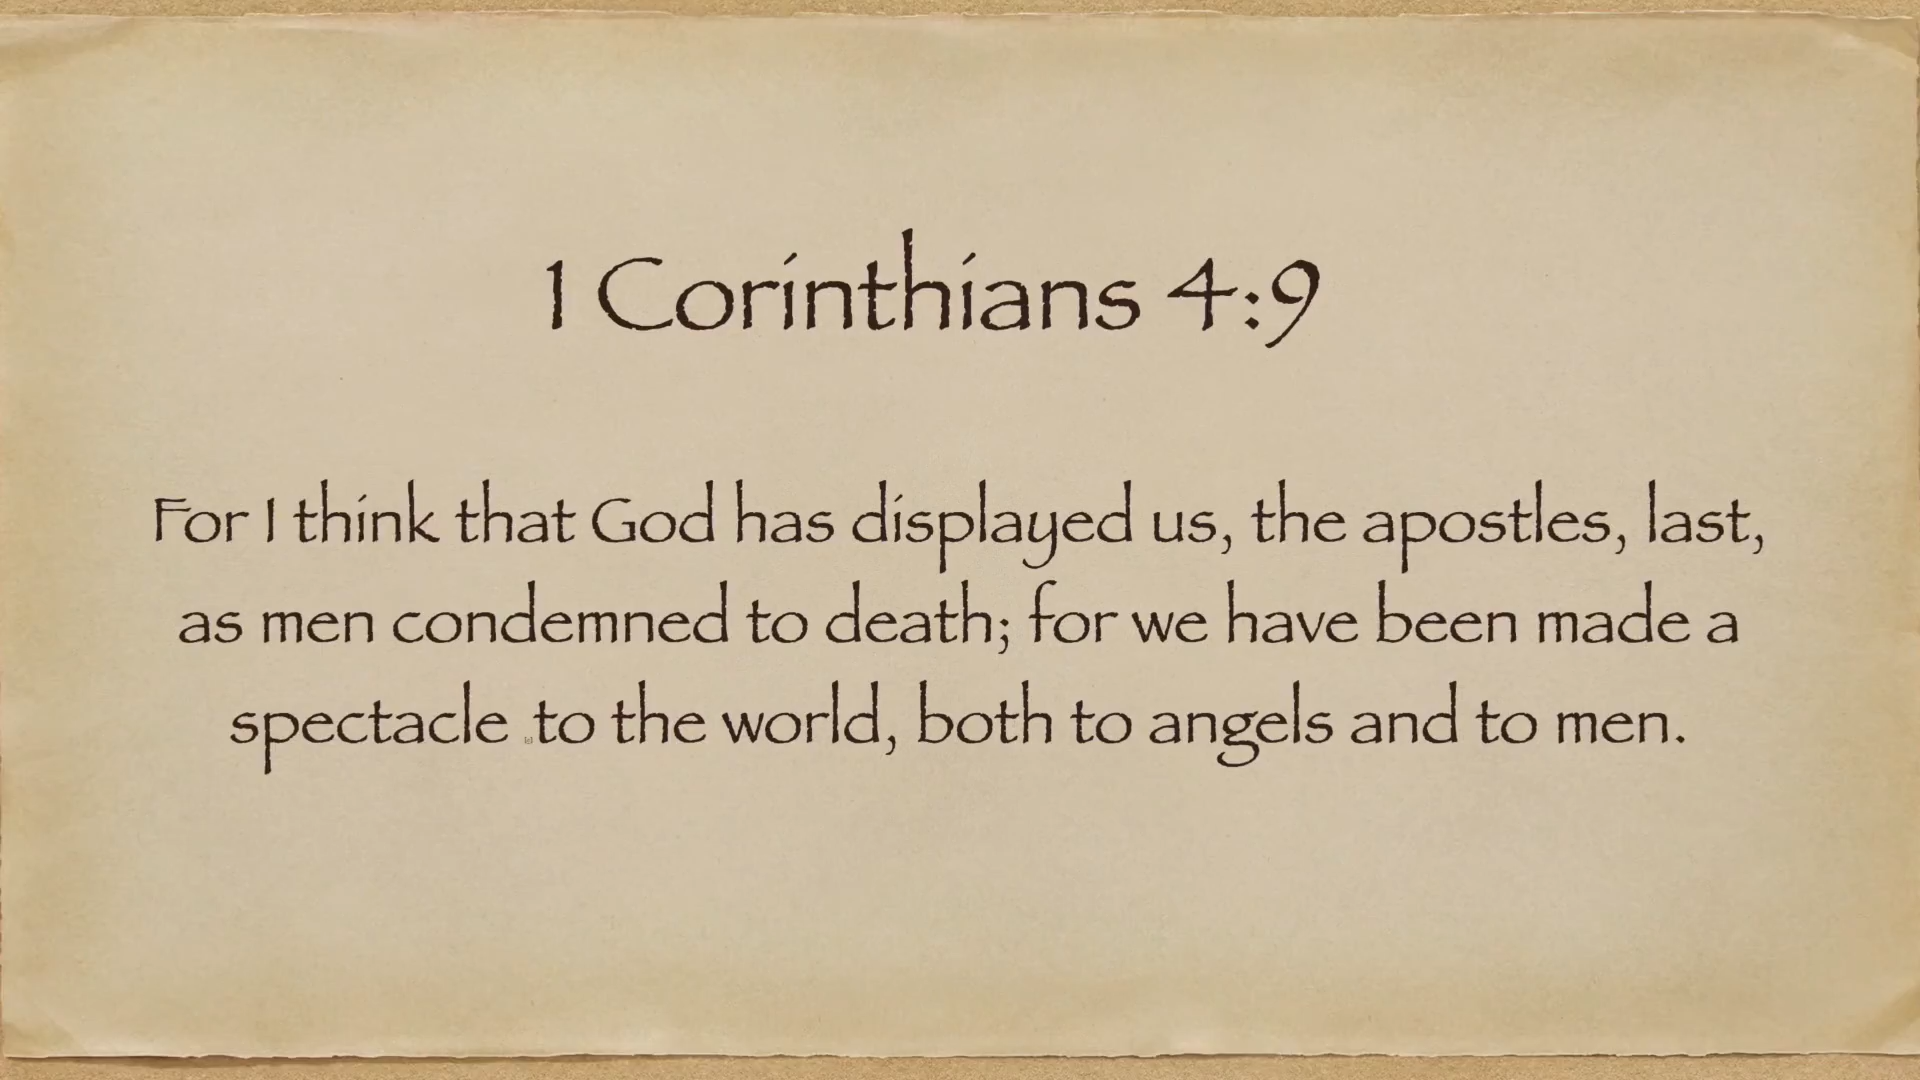 1 Corinthians 4:9
For I think that God has displayed us, the apostles, last,
as men condemned to death; for we have been made a
spectacle to the world, both to angels and to men.